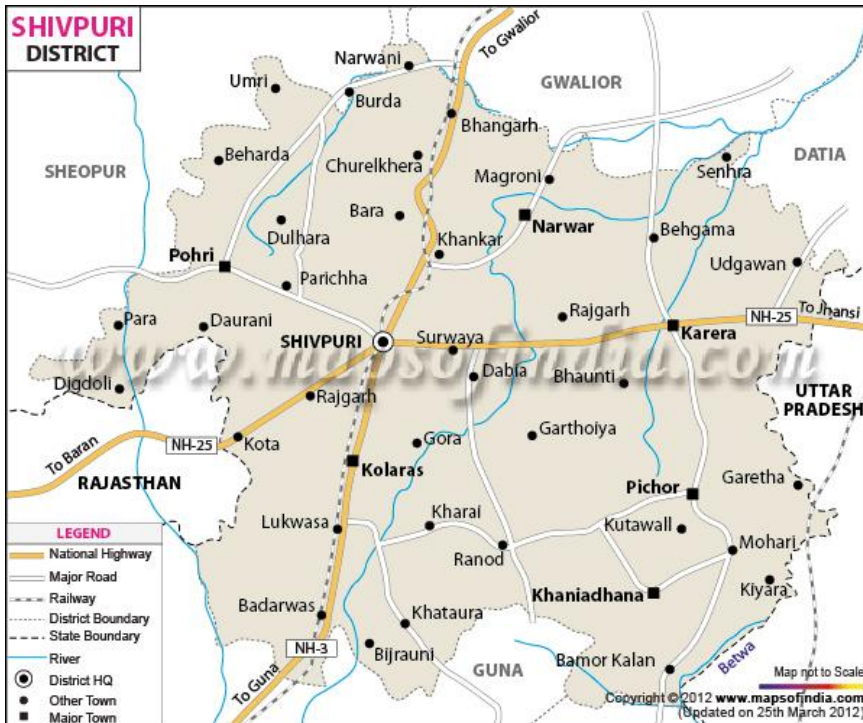 SHIVPURI
DISTRICT
To Gwalior
Narwani
GWALIOR
Umri
Burda
Bhangarh
DATIA
Beharda
Churelkhera
SHEOPUR
Senhra
Magroni
Bara
Narwar
Dulhara
Behgama
Khankar
Pohri
Udgawan
Parichha
To Jhansi
Rajgarh
NH-25
Para
Daurani
Karera
SHIVPURI
Surwaya
www.mapsofindia.com
Dabia
Bhaunti
Digdoli
UTTAR
PRADESH
Rajgarh
Garthoiya
Kota
Gora
NH-25
To Baran
Kolaras
RAJASTHAN
Garetha
Pichor
Lukwasa
Kharai
Kutawall
Ranod
Mohari
Kiyara
Khaniadhana
Badarwas
Khataura
NH-3
Bijrauni
GUNA
Bamor Kalan
Betwa
To Guna
LEGEND
National Highway
Major Road
Railway
District Boundary
State Boundary
River
District HQ
Other Town
Major Town
Map not to Scale
Copyright © 2012 www.mapsofindia.com
Updated on 25th March 2012